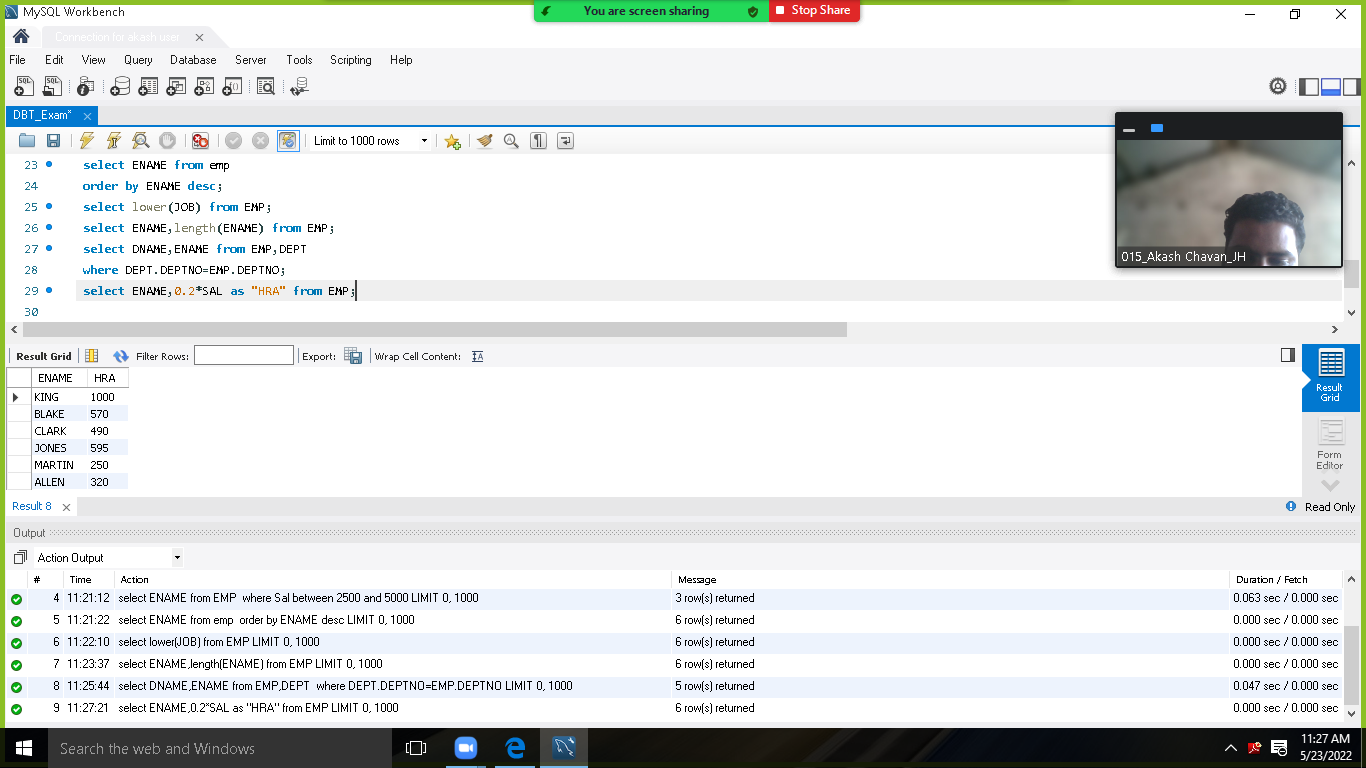 MySQL Workbench
You are screen sharing
Stop Share
Connection for akash user
File Edit View Query Database Server Tools Scripting Help
DBT_Exam*
Limit to 1000 rows
23 select ENAME from emp
24 order by ENAME desc;
25 select lower(JOB) from EMP;
26 select ENAME,length(ENAME) from EMP;
27 select DNAME,ENAME from EMP,DEPT
28 where DEPT.DEPTNO=EMP.DEPTNO;
29 select ENAME,0.2*SAL as "HRA" from EMP;
30
015_Akash Chavan_JH
Result Grid Filter Rows: Export: Wrap Cell Content:
ENAME HRA
KING 1000
BLAKE 570
CLARK 490
JONES 595
MARTIN 250
ALLEN 320
Result
Grid
Form
Editor
Result 8
Read Only
Output
Action Output
# Time Action Message Duration / Fetch
4 11:21:12 select ENAME from EMP where Sal between 2500 and 5000 LIMIT 0, 1000 3 row(s) returned 0.063 sec / 0.000 sec
5 11:21:22 select ENAME from emp order by ENAME desc LIMIT 0, 1000 6 row(s) returned 0.000 sec / 0.000 sec
6 11:22:10 select lower(JOB) from EMP LIMIT 0, 1000 6 row(s) returned 0.000 sec / 0.000 sec
7 11:23:37 select ENAME,length(ENAME) from EMP LIMIT 0, 1000 6 row(s) returned 0.000 sec / 0.000 sec
8 11:25:44 select DNAME,ENAME from EMP,DEPT where DEPT.DEPTNO=EMP.DEPTNO LIMIT 0, 1000 5 row(s) returned 0.047 sec / 0.000 sec
9 11:27:21 select ENAME,0.2*SAL as "HRA" from EMP LIMIT 0, 1000 6 row(s) returned 0.000 sec / 0.000 sec
Search the web and Windows
11:27 AM
5/23/2022